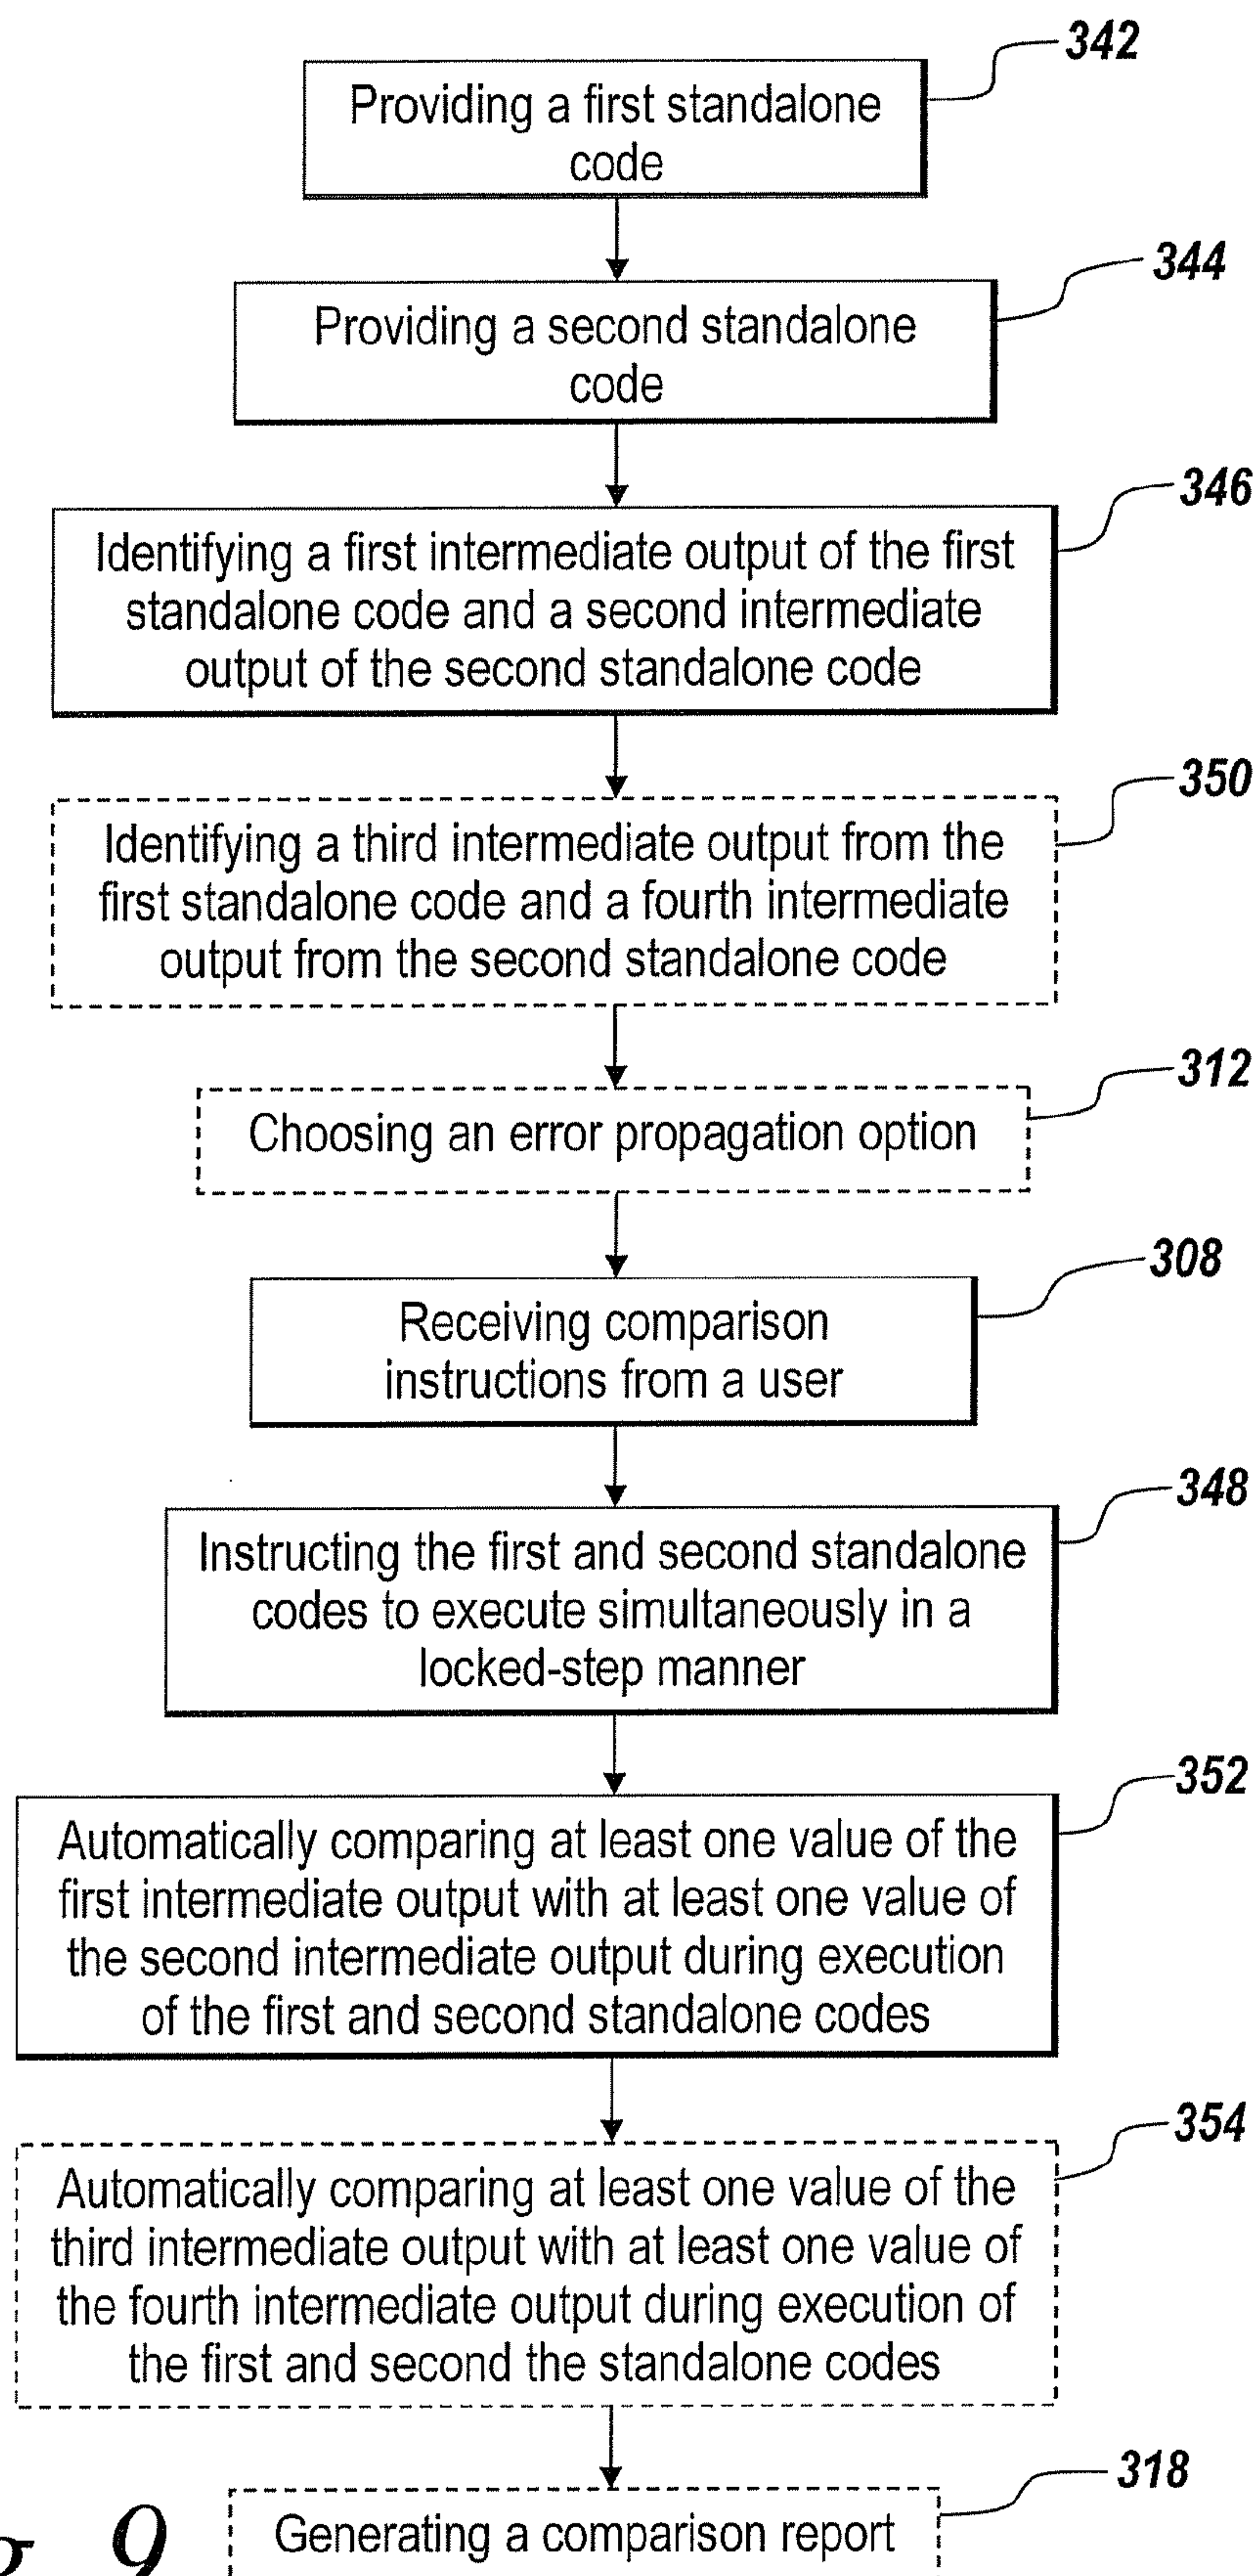 342
Providing a first standalone
code
344
Providing a second standalone
code
346
Identifying a first intermediate output of the first
standalone code and a second intermediate
output of the second standalone code
350
Identifying a third intermediate output from the
first standalone code and a fourth intermediate
output from the second standalone code
312
Choosing an error propagation option
308
Receiving comparison
instructions from a user
348
Instructing the first and second standalone
codes to execute simultaneously in a
locked-step manner
352
Automatically comparing at least one value of the
first intermediate output with at least one value of
the second intermediate output during execution
of the first and second standalone codes
354
Automatically comparing at least one value of the
third intermediate output with at least one value of
the fourth intermediate output during execution of
the first and second the standalone codes
318
Generating a comparison report
9